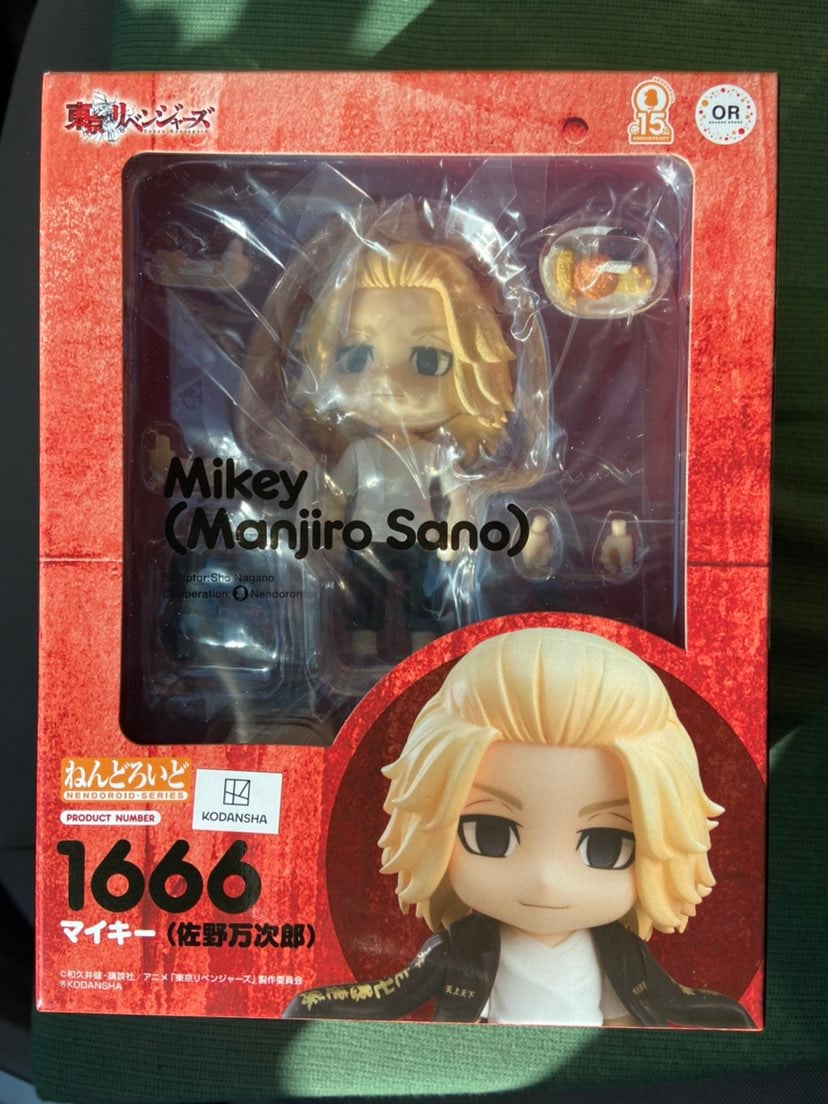 東京リベンジャーズ
15
ANNIVERSARY
OR
ORANGE ROUGE
Mikey
(Manjiro Sano)
Sculptor:Sho Nagano
Cooperation: Nendoron
ねんどろいど
NENDOROID-SERIES
KODANSHA
PRODUCT NUMBER
1666
マイキー(佐野万次郎)
天上天下
©和久井健・講談社/アニメ「東京リベンジャーズ」製作委員会
®KODANSHA